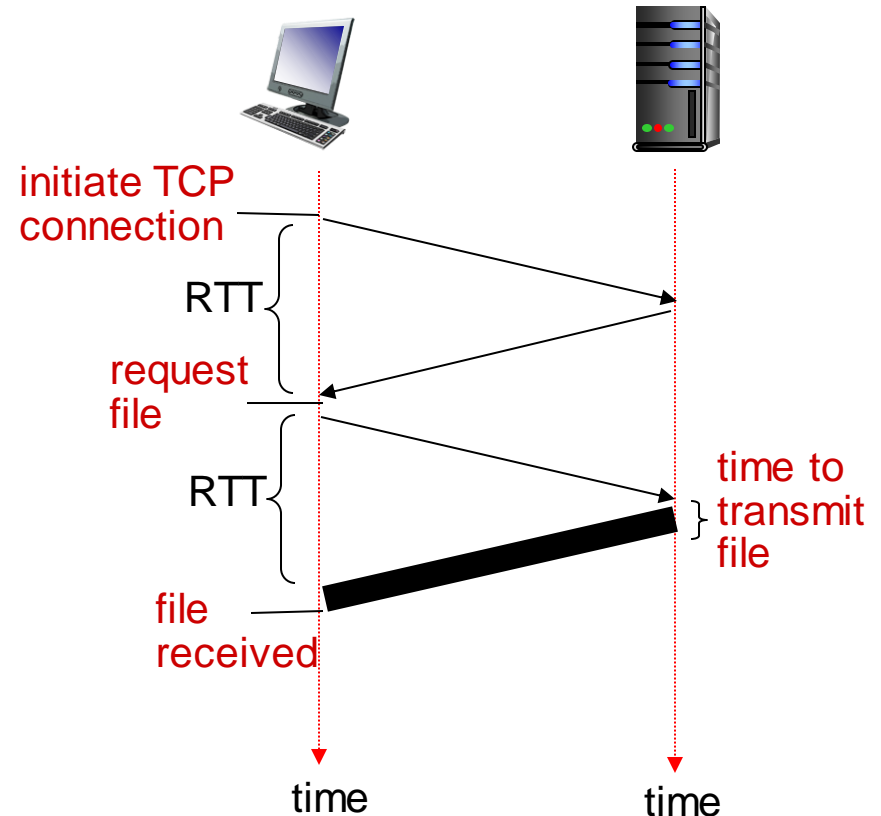 initiate TCP
connection
RTT
request
file
RTT
time to
transmit
file
file
received
time
time